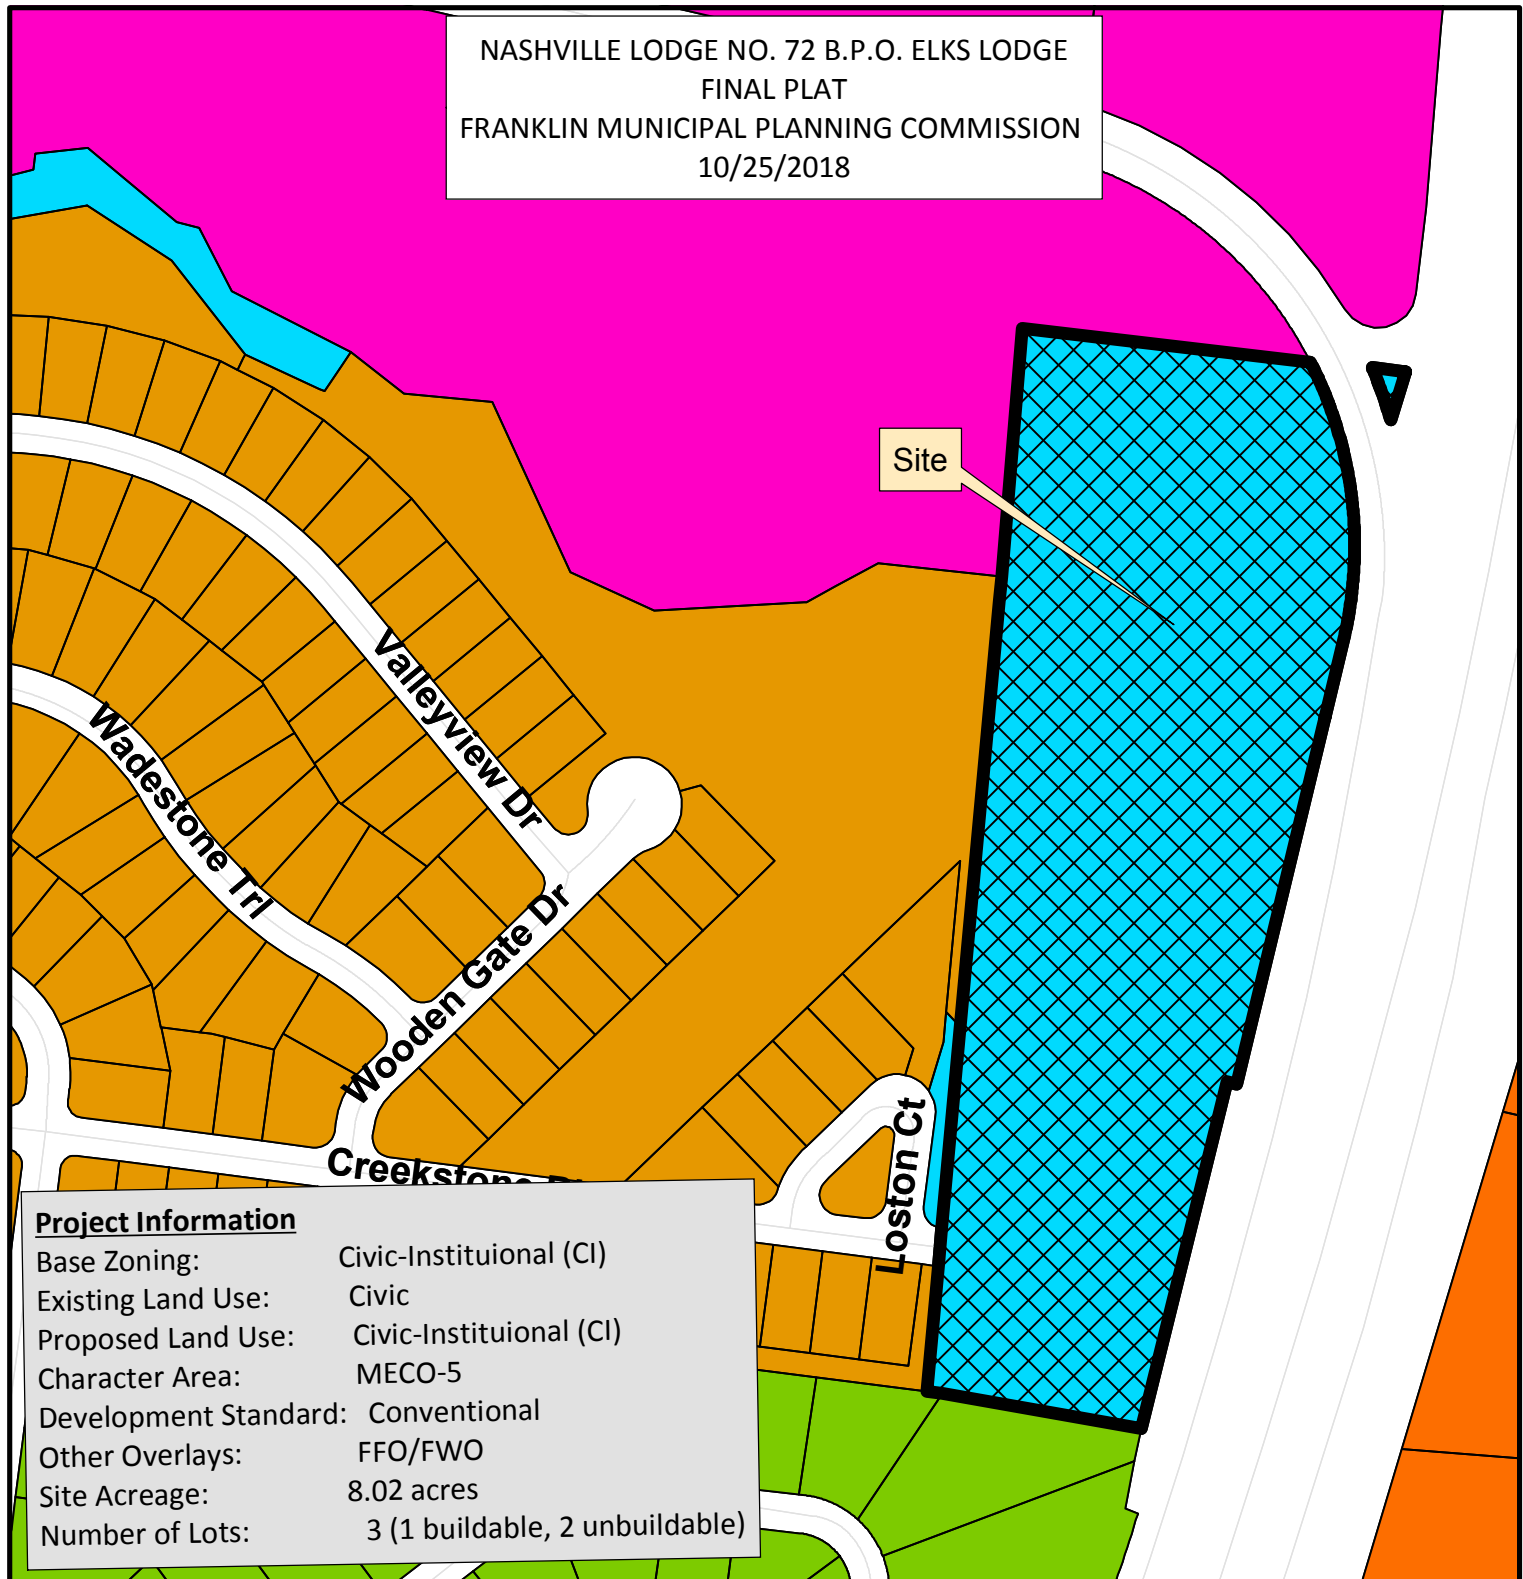 NASHVILLE LODGE NO. 72 B.P.O. ELKS LODGE
FINAL PLAT
FRANKLIN MUNICIPAL PLANNING COMMISSION
10/25/2018
Site
Valleyview Dr
Wadestone Trl
Wooden Gate Dr
Loston Ct
Creekstone
Project Information
Base Zoning: Civic-Instituional (CI)
Existing Land Use: Civic
Proposed Land Use: Civic-Instituional (CI)
Character Area: MECO-5
Development Standard: Conventional
Other Overlays: FFO/FWO
Site Acreage: 8.02 acres
Number of Lots: 3 (1 buildable, 2 unbuildable)